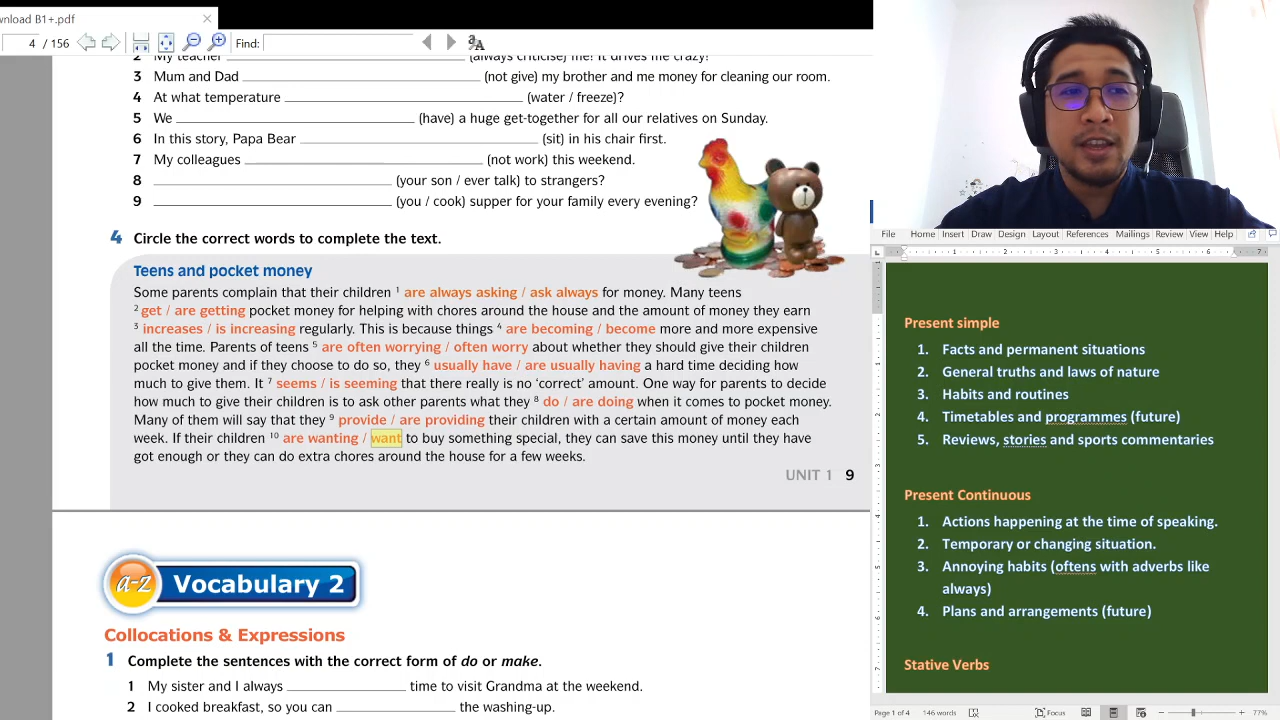 wnload B1+.pdf
4 / 156
Find:
2 My teacher (always criticise) me! It drives me crazy!
3 Mum and Dad (not give) my brother and me money for cleaning our room.
4 At what temperature (water / freeze)?
5 We (have) a huge get-together for all our relatives on Sunday.
6 In this story, Papa Bear (sit) in his chair first.
7 My colleagues (not work) this weekend.
8 (your son / ever talk) to strangers?
9 (you / cook) supper for your family every evening?
4 Circle the correct words to complete the text.
Teens and pocket money
Some parents complain that their children 1 are always asking / ask always for money. Many teens
2 get / are getting pocket money for helping with chores around the house and the amount of money they earn
3 increases / is increasing regularly. This is because things 4 are becoming / become more and more expensive
all the time. Parents of teens 5 are often worrying / often worry about whether they should give their children
pocket money and if they choose to do so, they 6 usually have / are usually having a hard time deciding how
much to give them. It 7 seems / is seeming that there really is no 'correct' amount. One way for parents to decide
how much to give their children is to ask other parents what they 8 do / are doing when it comes to pocket money.
Many of them will say that they 9 provide / are providing their children with a certain amount of money each
week. If their children 10 are wanting / want to buy something special, they can save this money until they have
got enough or they can do extra chores around the house for a few weeks.
UNIT 1 9
a-z Vocabulary 2
Collocations & Expressions
1 Complete the sentences with the correct form of do or make.
1 My sister and I always time to visit Grandma at the weekend.
2 I cooked breakfast, so you can the washing-up.
File Home Insert Draw Design Layout References Mailings Review View Help
Present simple
1. Facts and permanent situations
2. General truths and laws of nature
3. Habits and routines
4. Timetables and programmes (future)
5. Reviews, stories and sports commentaries
Present Continuous
1. Actions happening at the time of speaking.
2. Temporary or changing situation.
3. Annoying habits (oftens with adverbs like
always)
4. Plans and arrangements (future)
Stative Verbs
Page 1 of 4 146 words Focus 77%